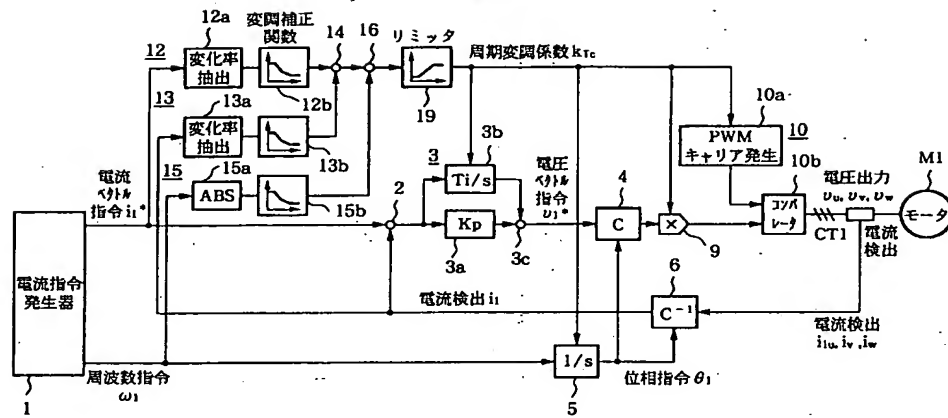 12a
変調補正
関数
14
16
リミッタ
12
変化率
抽出
12b
19
周期変調係数 kTc
13
13a
変化率
抽出
13b
15
15a
ABS
15b
電流
ベクトル
指令 i1*
2
3
3b
Ti/s
Kp
3a
3c
電圧
ベクトル
指令
υ1*
4
C
×
9
10a
PWM
キャリア発生
10
10b
コンパ
レータ
電圧出力
υu, υv, υw
CT1
電流
検出
M1
モータ
電流指令
発生器
1
電流検出 i1
6
C⁻¹
電流検出
i1u, iv, iw
周波数指令
ω1
1/s
5
位相指令 θ1